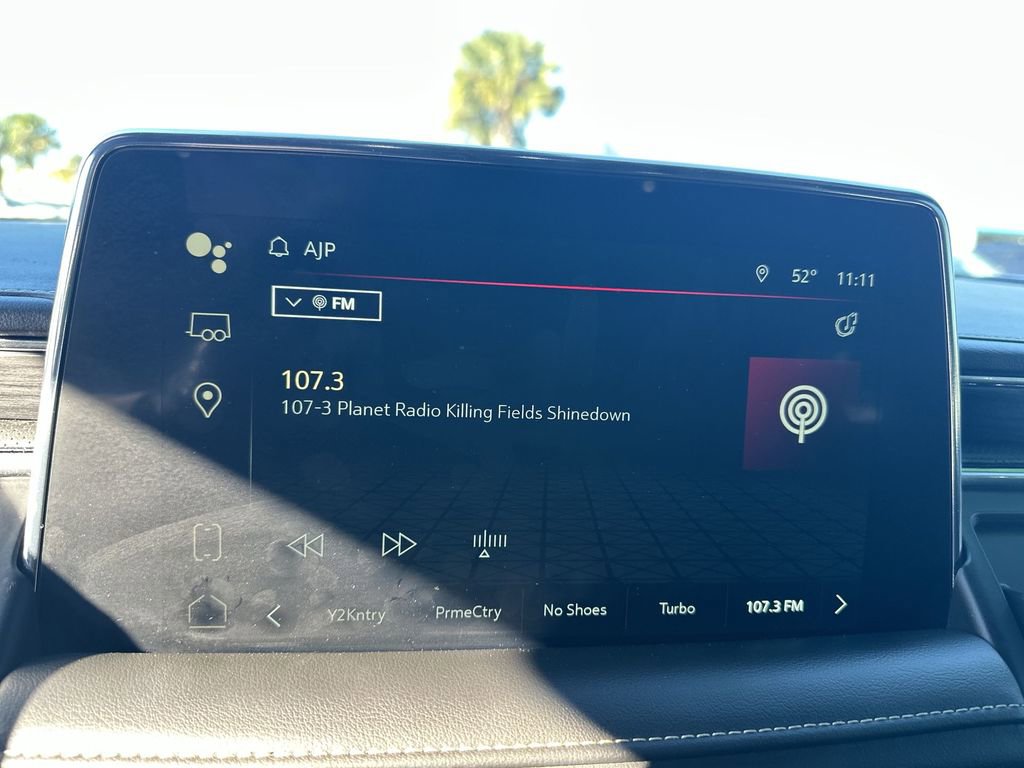 AJP
52° 11:11
FM
107.3
107-3 Planet Radio Killing Fields Shinedown
Y2Kntry PrmeCtry No Shoes Turbo 107.3 FM